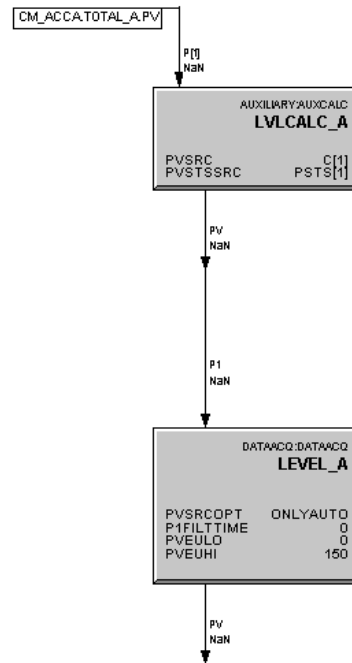 CM_ACCA.TOTAL_A.PV
P[1]
NaN
AUXILIARY:AUXCALC
LVLCALC_A
PVSRC C[1]
PVSTSSRC PSTS[1]
PV
NaN
P1
NaN
DATAACQ:DATAACQ
LEVEL_A
PVSRCOPT ONLYAUTO
P1FILTTIME 0
PVEULO 0
PVEUHI 150
PV
NaN